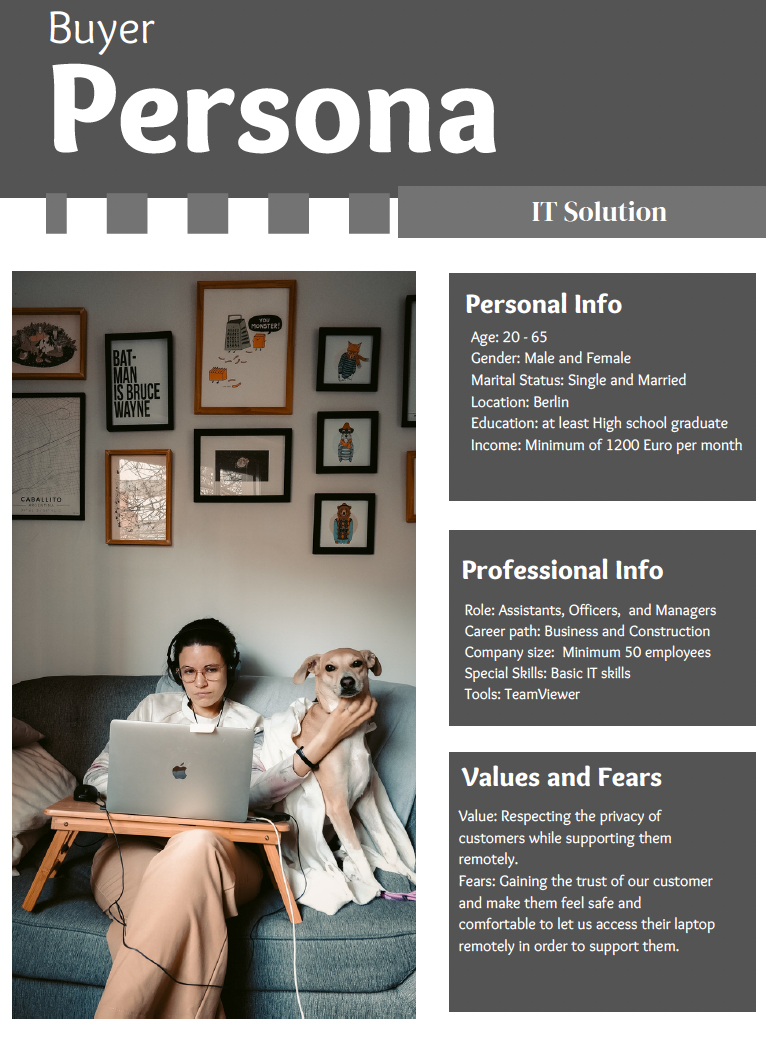 Buyer
Persona
IT Solution
YOU
MONSTER!
BAT-
MAN
IS BRUCE
WAYNE
CABALLITO
Personal Info
Age: 20 - 65
Gender: Male and Female
Marital Status: Single and Married
Location: Berlin
Education: at least High school graduate
Income: Minimum of 1200 Euro per month
Professional Info
Role: Assistants, Officers,  and Managers
Career path: Business and Construction
Company size:  Minimum 50 employees
Special Skills: Basic IT skills
Tools: TeamViewer
Values and Fears
Value: Respecting the privacy of
customers while supporting them
remotely.
Fears: Gaining the trust of our customer
and make them feel safe and
comfortable to let us access their laptop
remotely in order to support them.